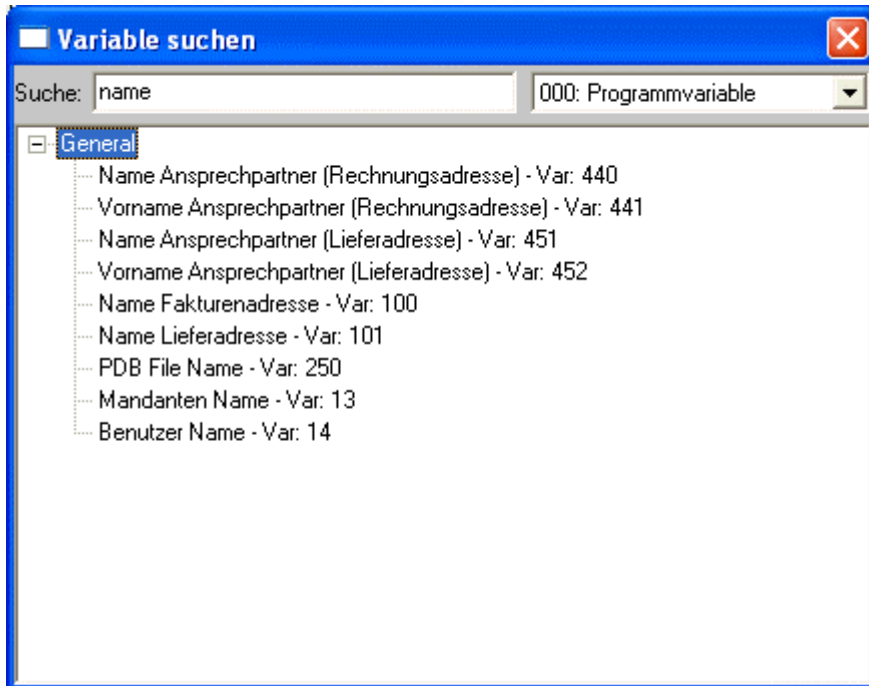 Variable suchen
Suche: name 000: Programmvariable
General
Name Ansprechpartner (Rechnungsadresse) - Var: 440
Vorname Ansprechpartner (Rechnungsadresse) - Var: 441
Name Ansprechpartner (Lieferadresse) - Var: 451
Vorname Ansprechpartner (Lieferadresse) - Var: 452
Name Fakturenadresse - Var: 100
Name Lieferadresse - Var: 101
PDB File Name - Var: 250
Mandanten Name - Var: 13
Benutzer Name - Var: 14